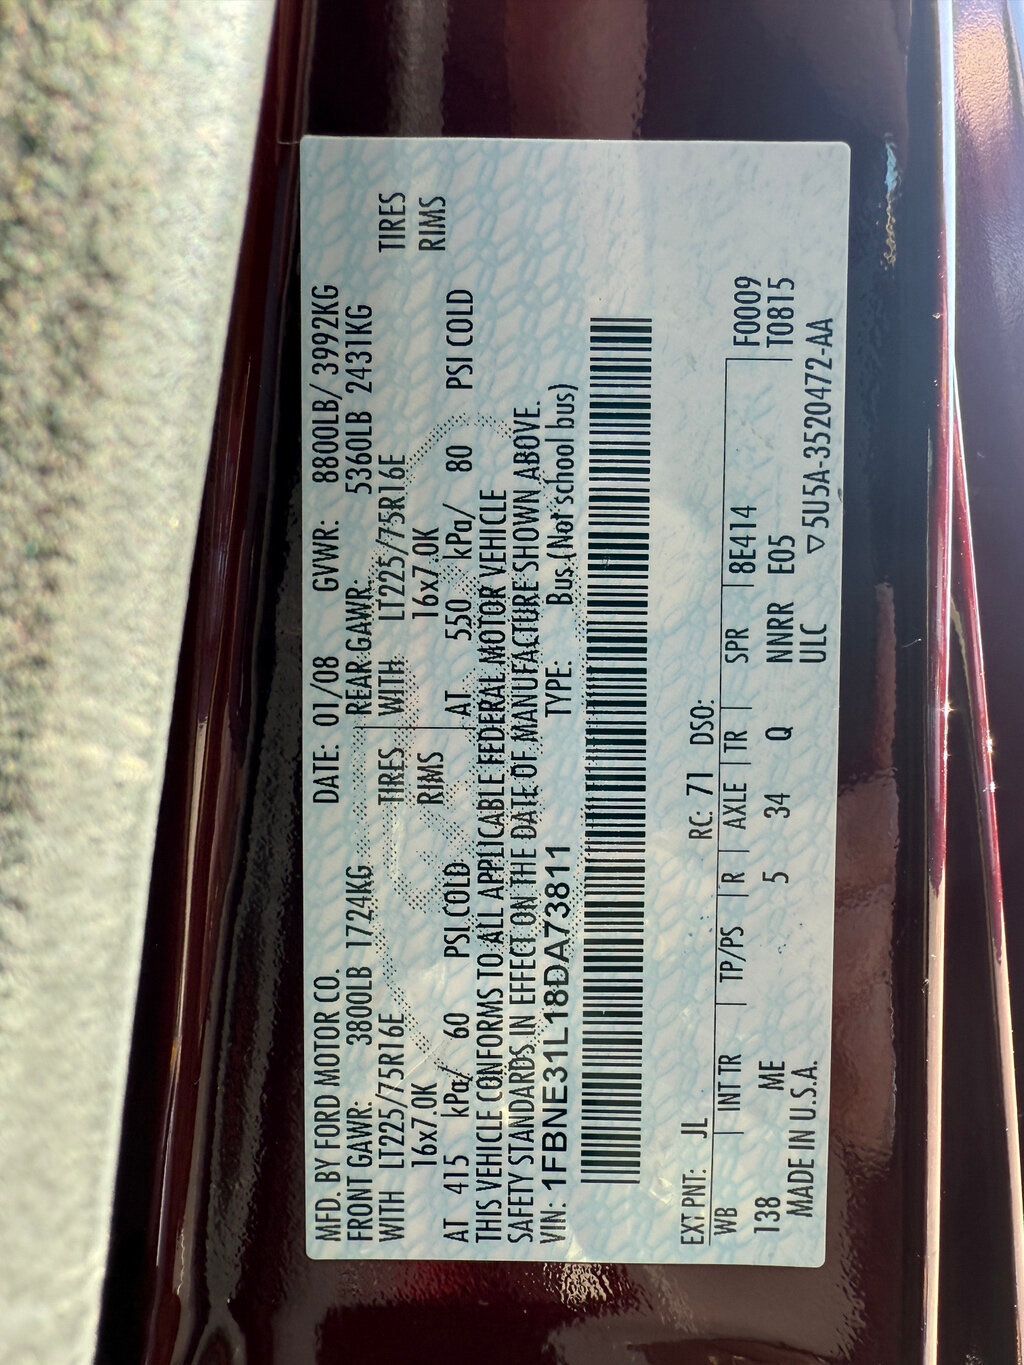 MFD. BY FORD MOTOR CO. DATE: 01/08 GVWR: 8800LB/ 3992KG
FRONT GAWR: 3800LB 1724KG REAR GAWR: 5360LB 2431KG
WITH LT225/75R16E TIRES WITH LT225/75R16E TIRES
16x7.0K RIMS 16x7.0K RIMS
AT 415 kPa/ 60 PSI COLD AT 550 kPa/ 80 PSI COLD
THIS VEHICLE CONFORMS TO ALL APPLICABLE FEDERAL MOTOR VEHICLE
SAFETY STANDARDS IN EFFECT ON THE DATE OF MANUFACTURE SHOWN ABOVE.
VIN: 1FBNE31L18DA73811 TYPE: Bus (Not school bus)
EXT PNT: JL RC: 71 DSO:
WB INT TR TP/PS R AXLE TR SPR 8E414 F0009
138 ME 5 34 Q NNRR E05 T0815
MADE IN U.S.A. ULC ▽5U5A-3520472-AA